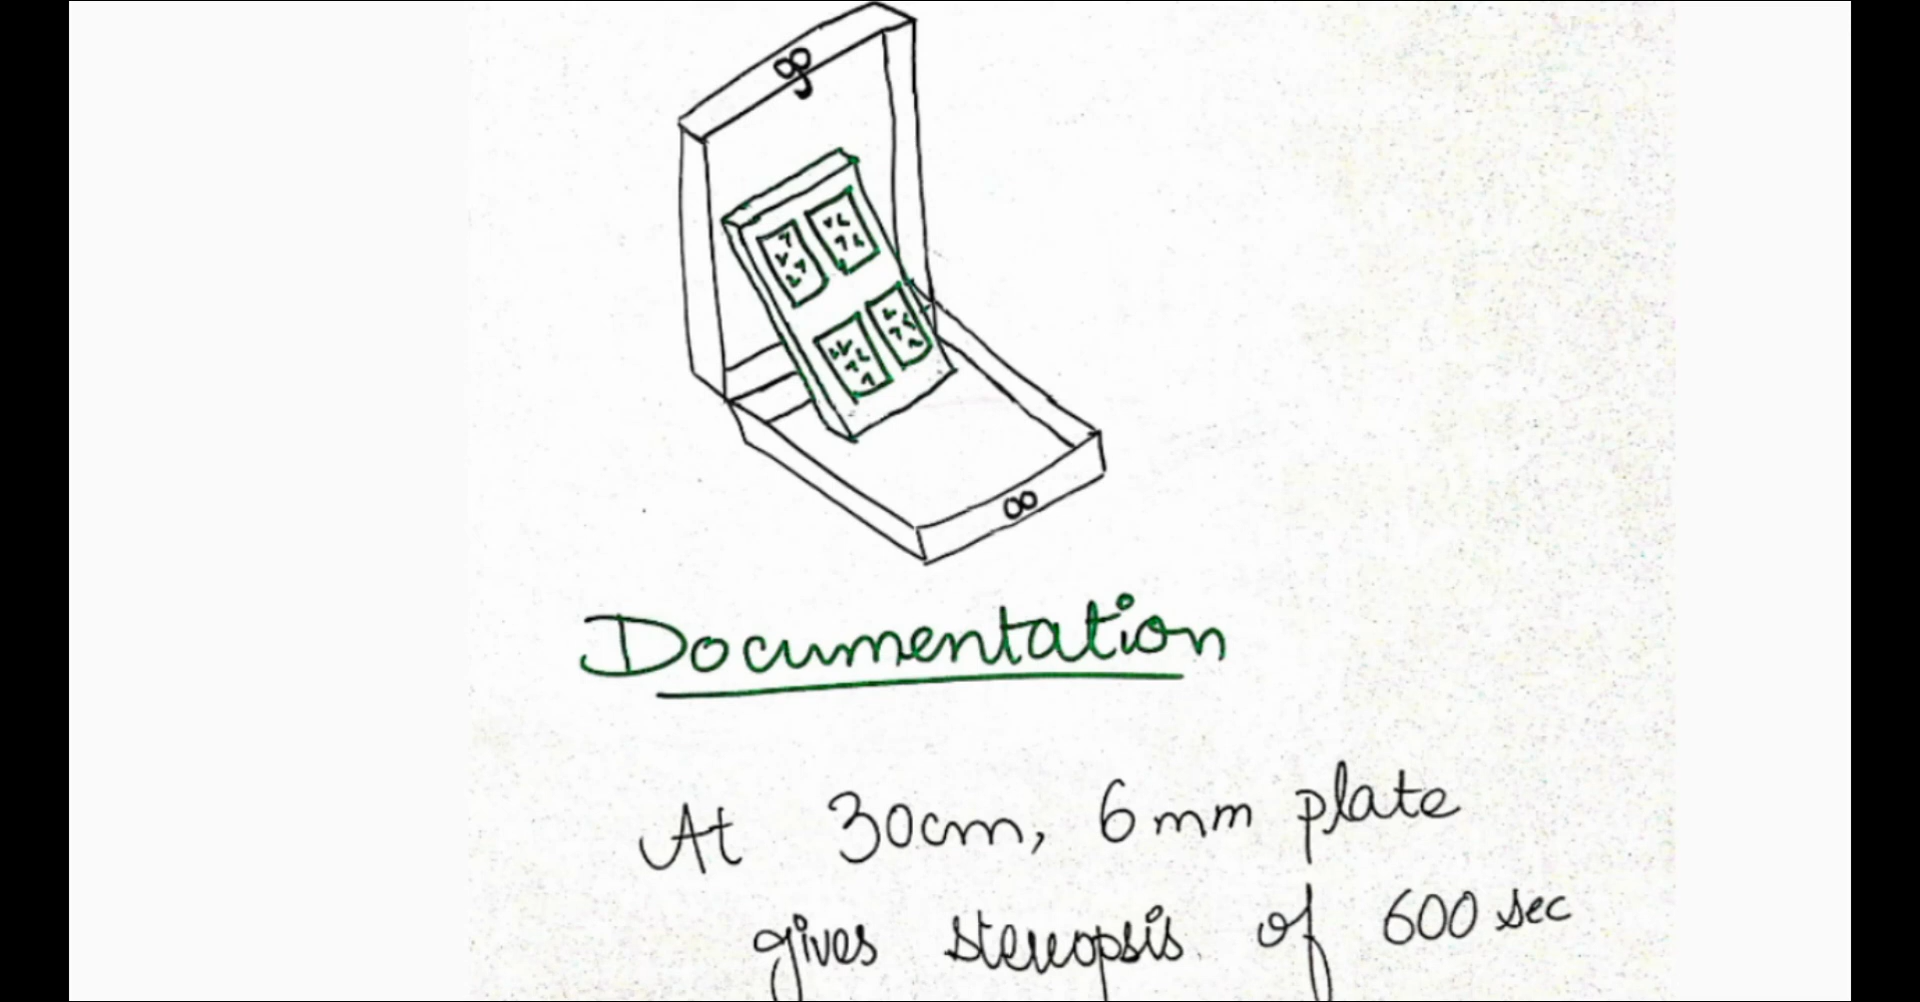 Documentation
At 30cm, 6mm plate
gives stereopsis of 600 sec